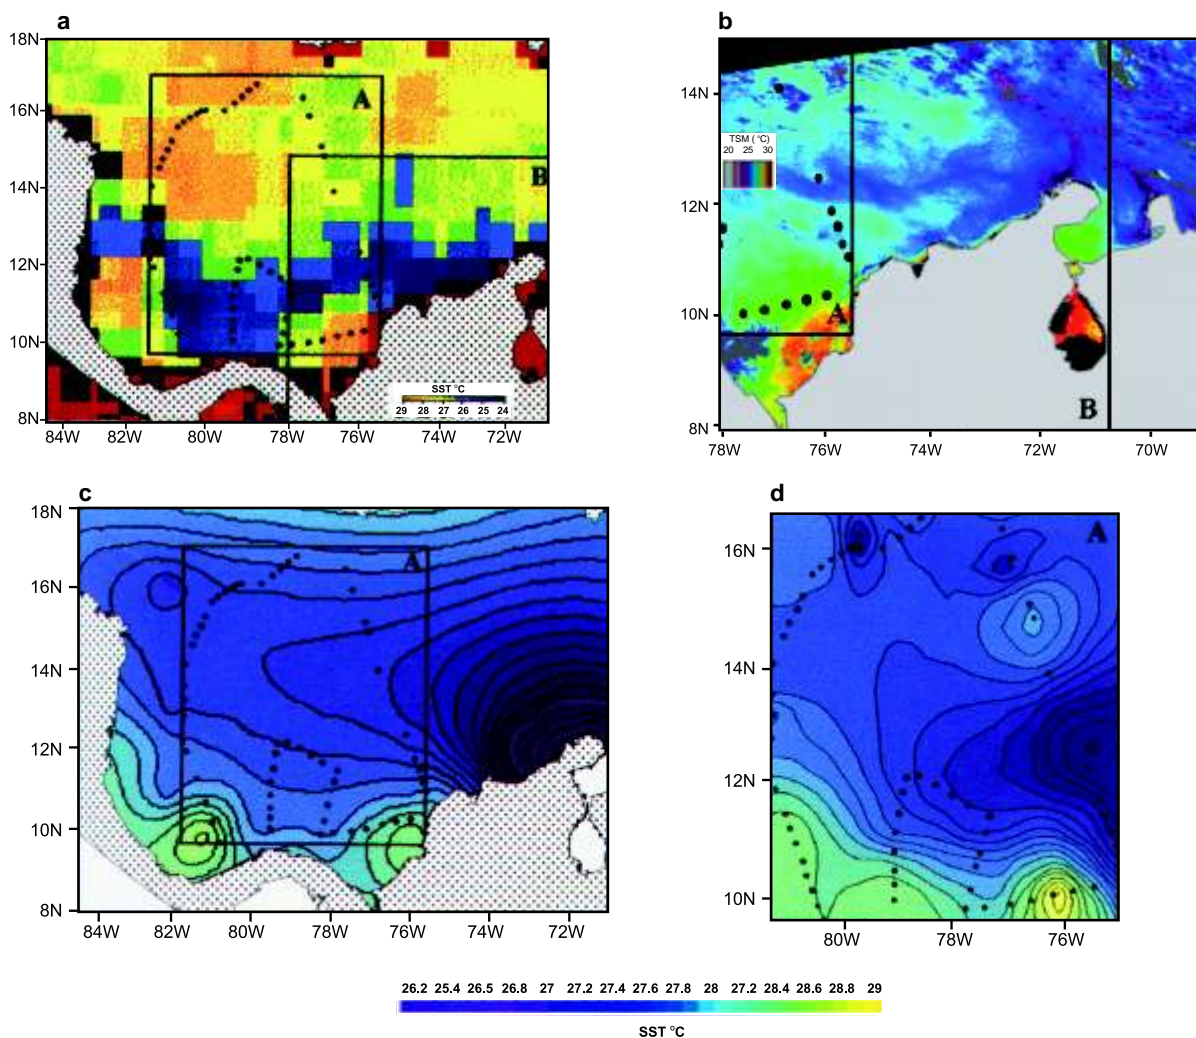 a
18N
16N
14N
12N
10N
8N
A
B
SST °C
29 28 27 26 25 24
84W 82W 80W 78W 76W 74W 72W
b
14N
12N
10N
8N
TSM (°C)
20 25 30
A
B
78W 76W 74W 72W 70W
c
18N
16N
14N
12N
10N
8N
A
84W 82W 80W 78W 76W 74W 72W
d
16N
14N
12N
10N
A
80W 78W 76W
26.2 25.4 26.5 26.8 27 27.2 27.4 27.6 27.8 28 27.2 28.4 28.6 28.8 29
SST °C